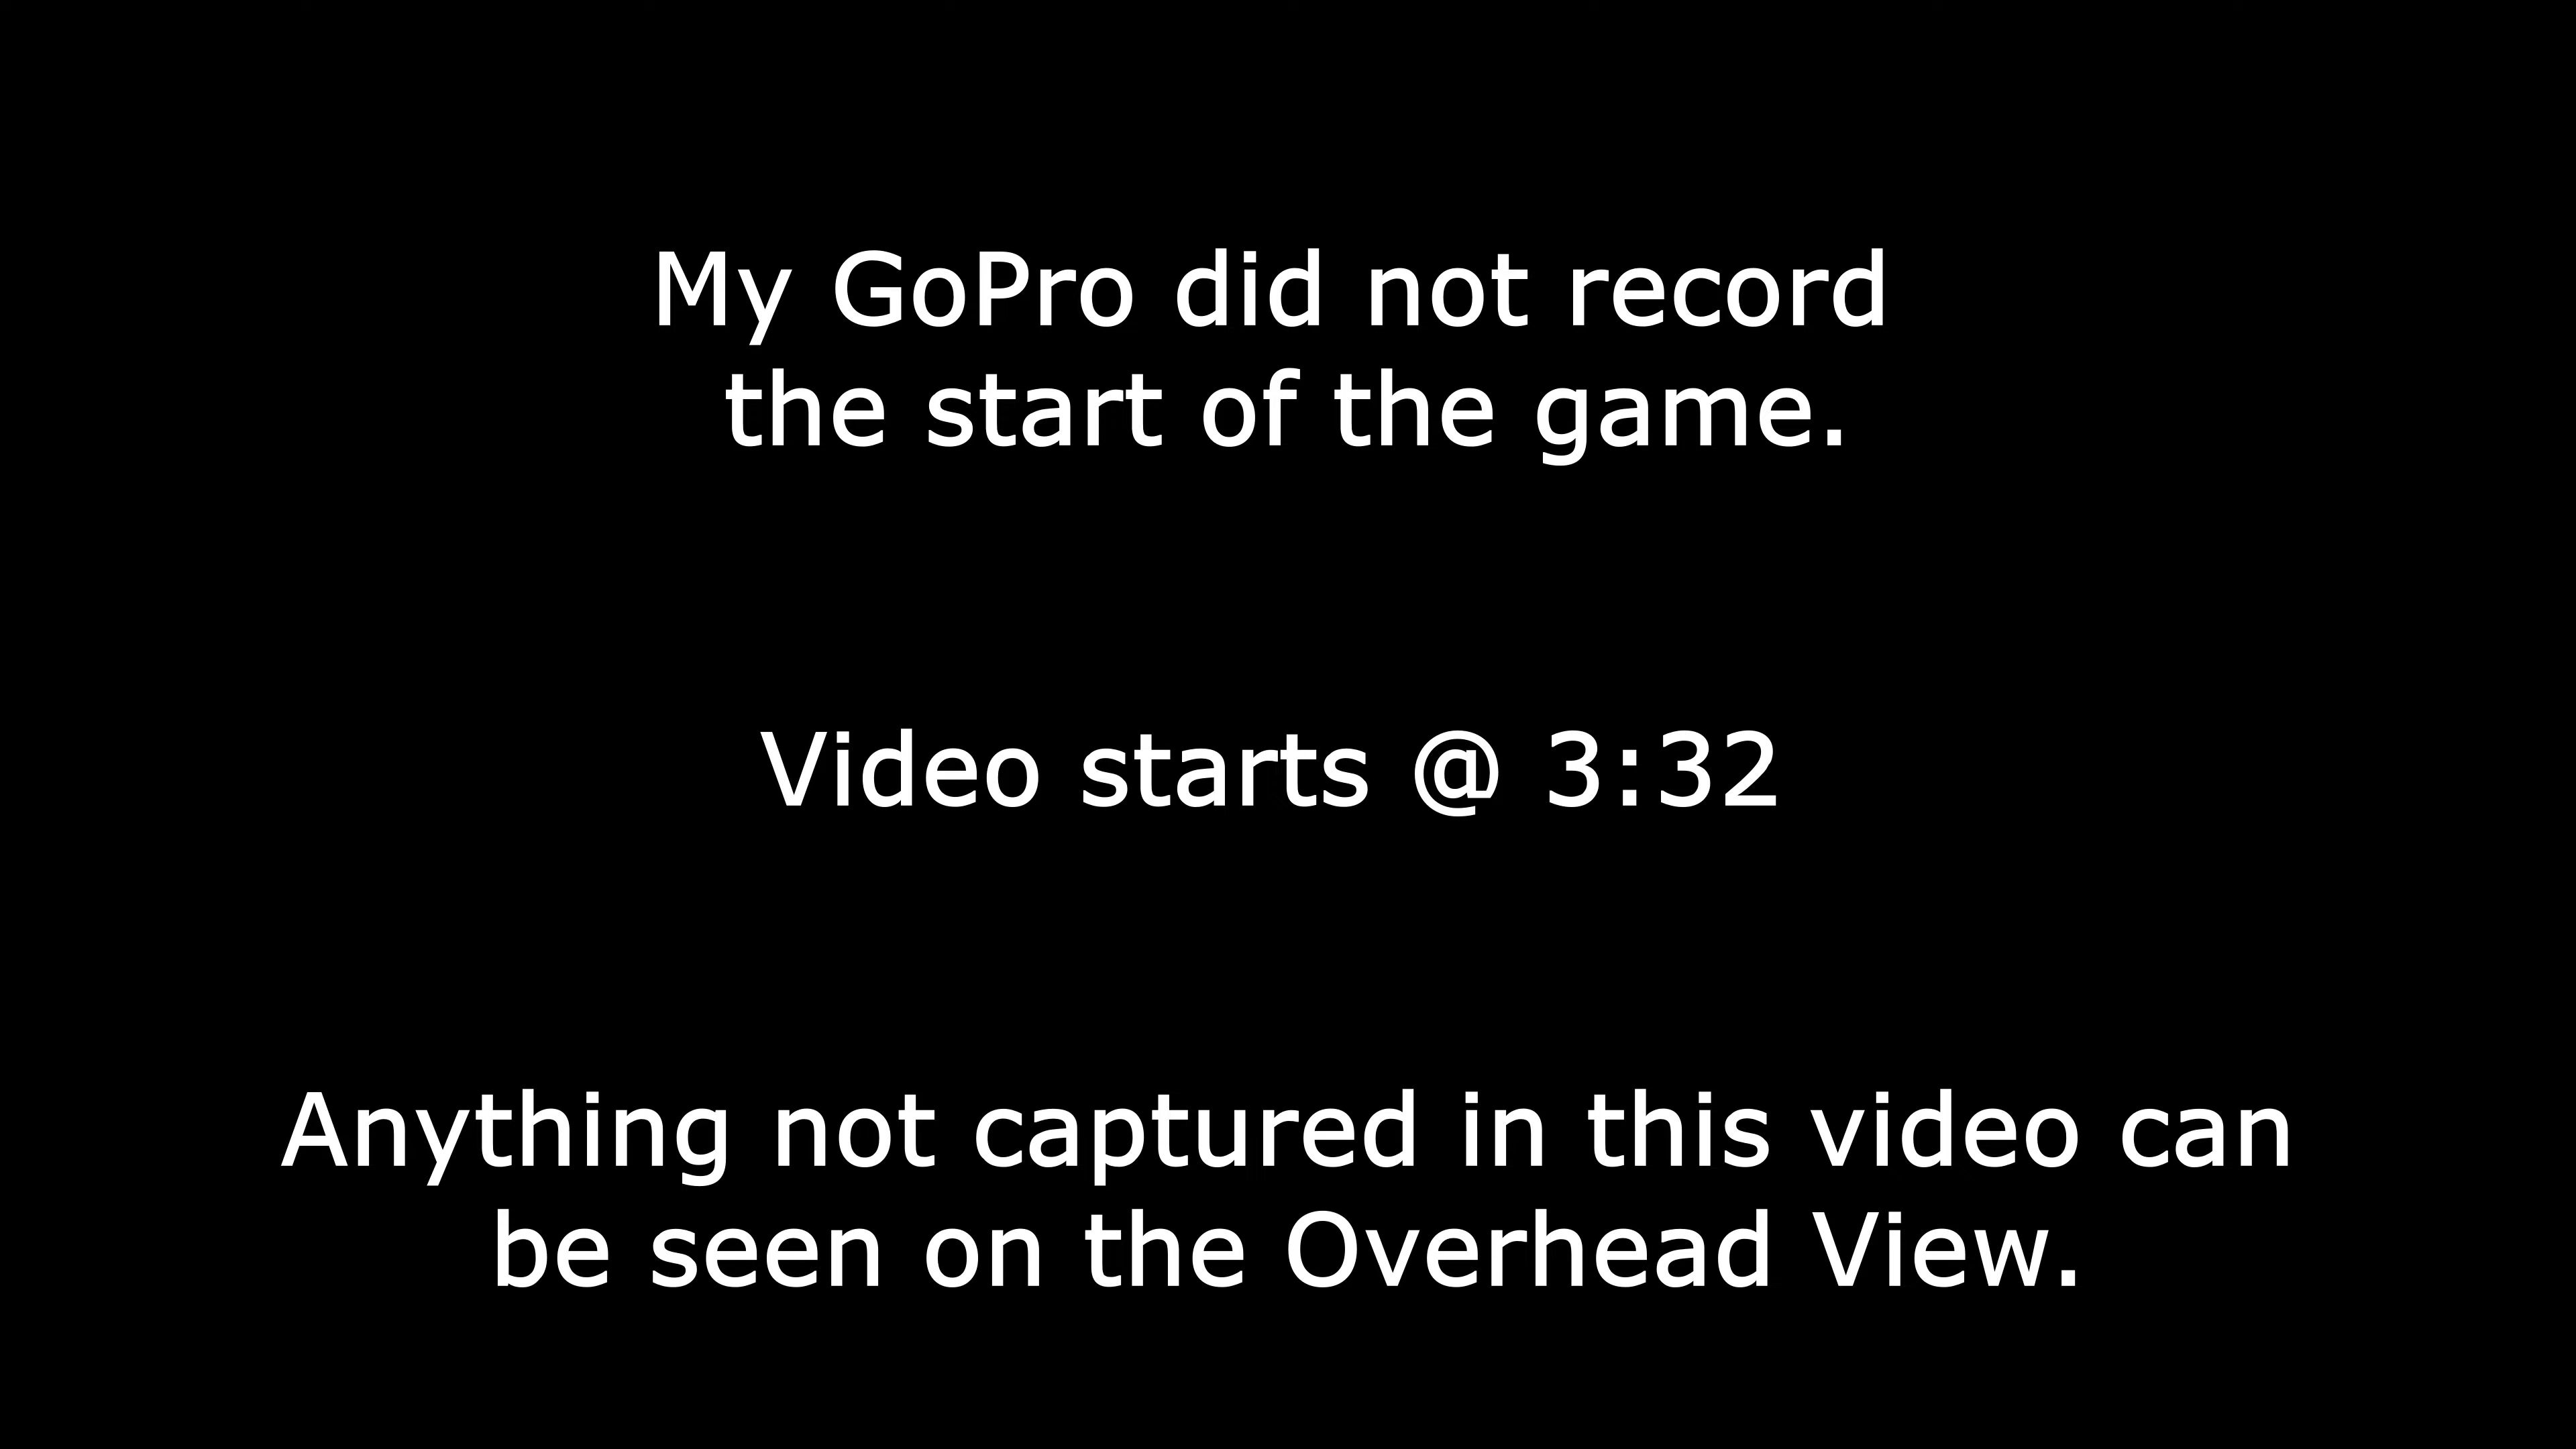 My GoPro did not record
the start of the game.
Video starts @ 3:32
Anything not captured in this video can
be seen on the Overhead View.